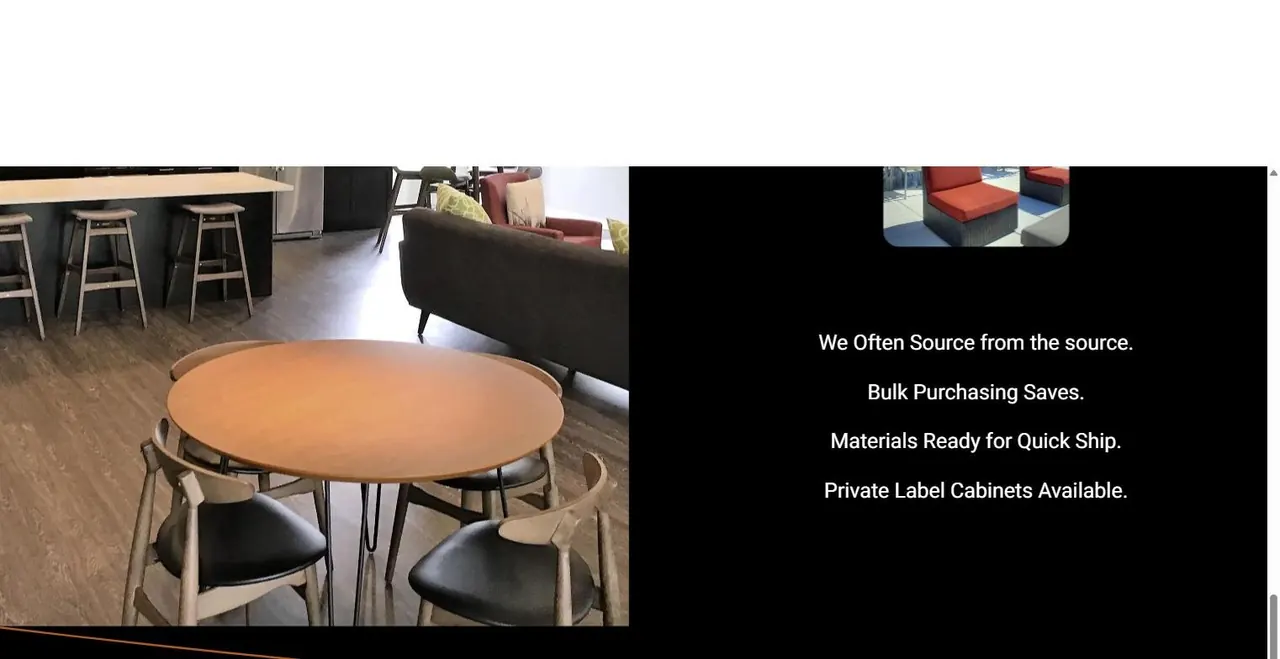 We Often Source from the source.
Bulk Purchasing Saves.
Materials Ready for Quick Ship.
Private Label Cabinets Available.